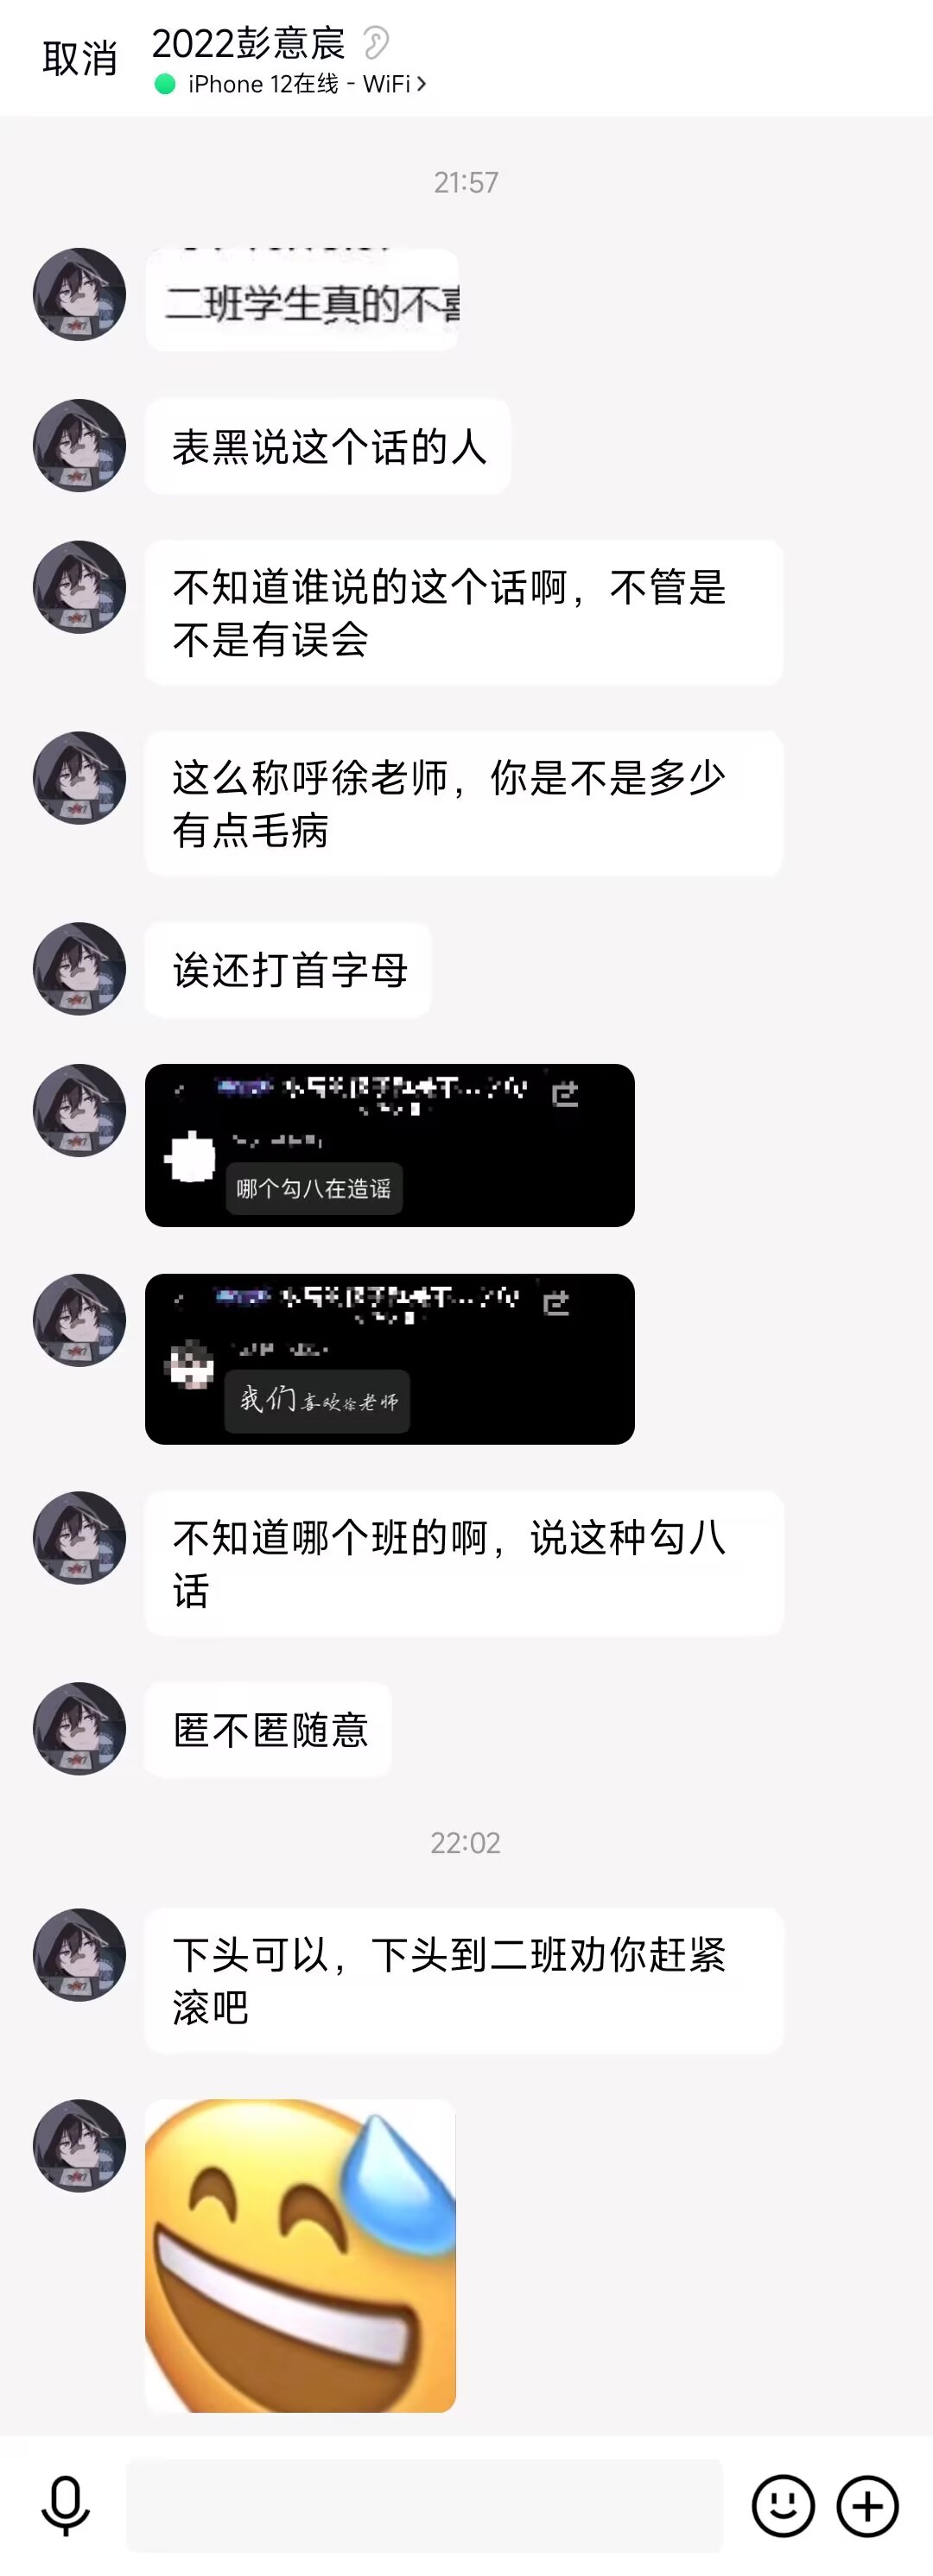 取消
2022彭意宸
iPhone 12在线 - WiFi
21:57
二班学生真的不喜
表黑说这个话的人
不知道谁说的这个话啊，不管是
不是有误会
这么称呼徐老师，你是不是多少
有点毛病
诶还打首字母
哪个勾八在造谣
我们喜欢徐老师
不知道哪个班的啊，说这种勾八
话
匿不匿随意
22:02
下头可以，下头到二班劝你赶紧
滚吧